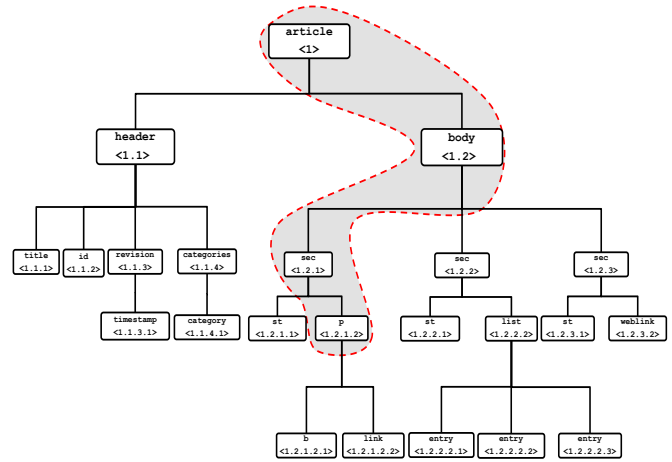 article
<1>
header
<1.1>
body
<1.2>
title
<1.1.1>
id
<1.1.2>
revision
<1.1.3>
categories
<1.1.4>
sec
<1.2.1>
sec
<1.2.2>
sec
<1.2.3>
timestamp
<1.1.3.1>
category
<1.1.4.1>
st
<1.2.1.1>
p
<1.2.1.2>
st
<1.2.2.1>
list
<1.2.2.2>
st
<1.2.3.1>
weblink
<1.2.3.2>
b
<1.2.1.2.1>
link
<1.2.1.2.2>
entry
<1.2.2.2.1>
entry
<1.2.2.2.2>
entry
<1.2.2.2.3>